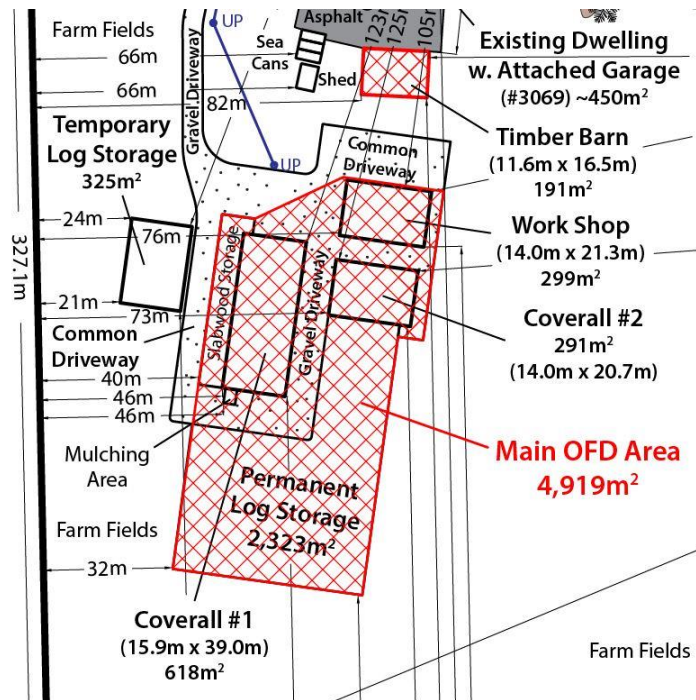 Asphalt
UP
123m
125m
105m
Farm Fields
Sea
Cans
Shed
Existing Dwelling
w. Attached Garage
(#3069) ~450m²
66m
66m
82m
Gravel Driveway
Temporary
Log Storage
325m²
UP
Common
Driveway
Timber Barn
(11.6m x 16.5m)
191m²
24m
76m
Work Shop
(14.0m x 21.3m)
299m²
327.1m
Slabwood Storage
Gravel Driveway
21m
73m
Coverall #2
291m²
(14.0m x 20.7m)
Common
Driveway
40m
46m
46m
Mulching
Area
Main OFD Area
4,919m²
Permanent
Log Storage
2,323m²
Farm Fields
32m
Coverall #1
(15.9m x 39.0m)
618m²
Farm Fields